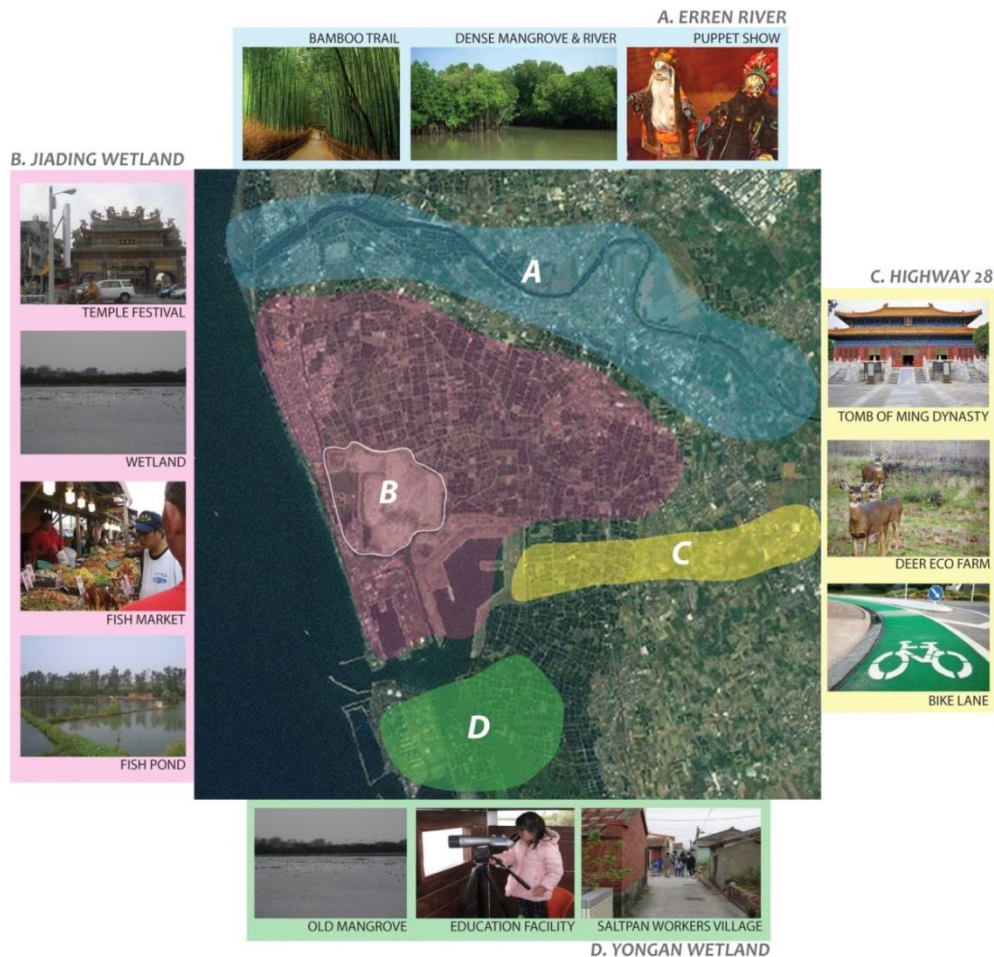 A. ERREN RIVER
BAMBOO TRAIL
DENSE MANGROVE & RIVER
PUPPET SHOW
B. JIADING WETLAND
TEMPLE FESTIVAL
WETLAND
FISH MARKET
FISH POND
A
B
C
D
C. HIGHWAY 28
TOMB OF MING DYNASTY
DEER ECO FARM
BIKE LANE
OLD MANGROVE
EDUCATION FACILITY
SALTPAN WORKERS VILLAGE
D. YONGAN WETLAND